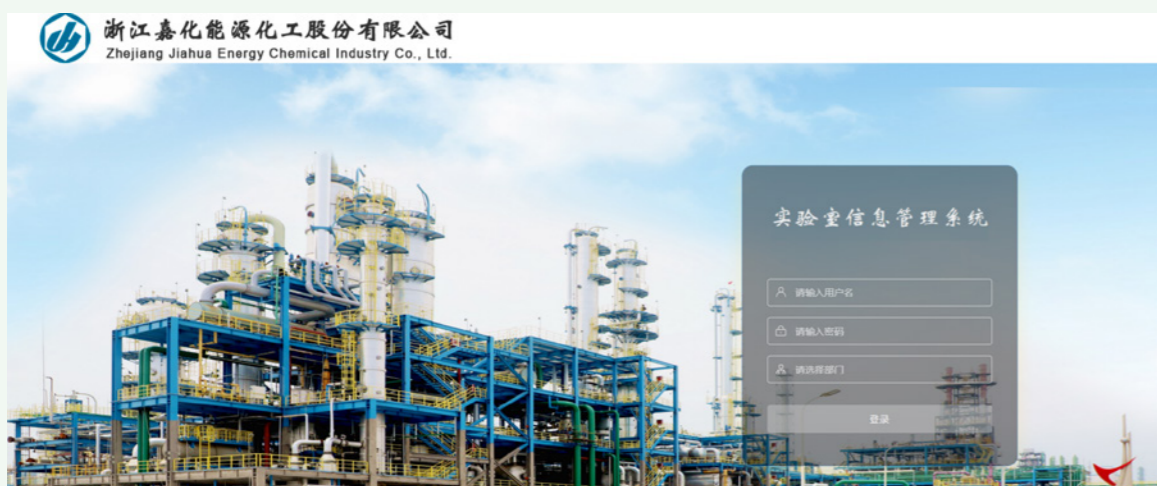 浙江嘉化能源化工股份有限公司
Zhejiang Jiahua Energy Chemical Industry Co., Ltd.
实验室信息管理系统
请输入用户名
请输入密码
请选择部门
登录